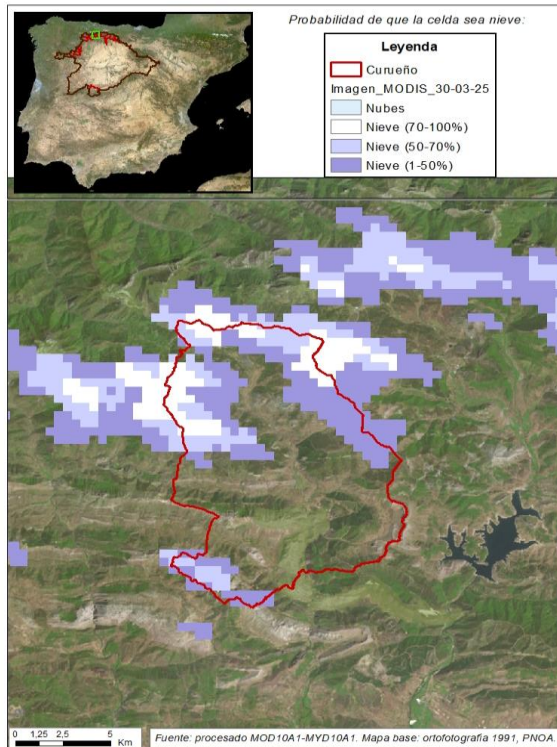 Probabilidad de que la celda sea nieve:
Leyenda
Curueño
Imagen_MODIS_30-03-25
Nubes
Nieve (70-100%)
Nieve (50-70%)
Nieve (1-50%)
0 1,25 2,5 5
Km
Fuente: procesado MOD10A1-MYD10A1. Mapa base: ortofotografia 1991, PNOA